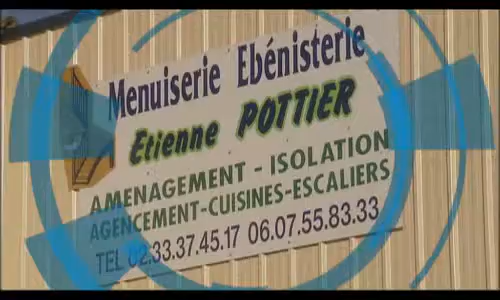 Menuiserie Ebénisterie
Etienne POTTIER
AMENAGEMENT - ISOLATION
AGENCEMENT-CUISINES-ESCALIERS
TEL 02.33.37.45.17 06.07.55.83.33